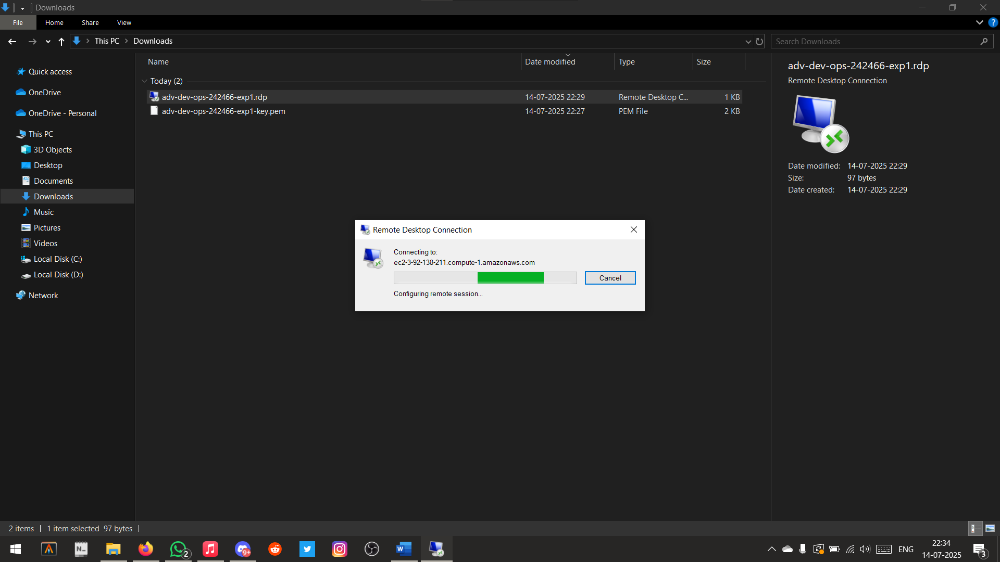 Downloads
File Home Share View
?
This PC Downloads
Search Downloads
Name Date modified Type Size
Today (2)
adv-dev-ops-242466-exp1.rdp 14-07-2025 22:29 Remote Desktop C... 1 KB
adv-dev-ops-242466-exp1-key.pem 14-07-2025 22:27 PEM File 2 KB
Quick access
OneDrive
OneDrive - Personal
This PC
3D Objects
Desktop
Documents
Downloads
Music
Pictures
Videos
Local Disk (C:)
Local Disk (D:)
Network
adv-dev-ops-242466-exp1.rdp
Remote Desktop Connection
Date modified: 14-07-2025 22:29
Size: 97 bytes
Date created: 14-07-2025 22:29
Remote Desktop Connection
Connecting to:
ec2-3-92-138-211.compute-1.amazonaws.com
Cancel
Configuring remote session...
2 items 1 item selected 97 bytes
N
2
9+
W
ENG
22:34
14-07-2025
3